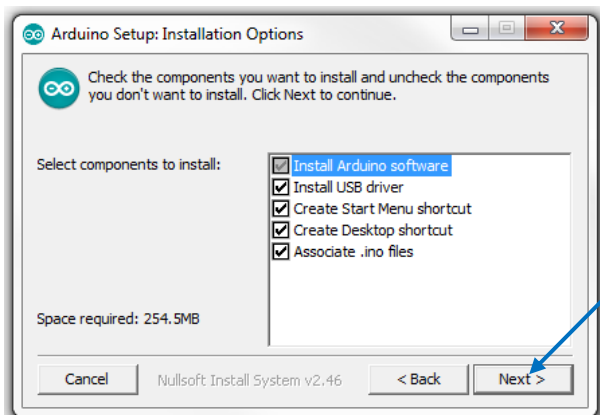 Arduino Setup: Installation Options
Check the components you want to install and uncheck the components
you don't want to install. Click Next to continue.
Select components to install:
Install Arduino software
Install USB driver
Create Start Menu shortcut
Create Desktop shortcut
Associate .ino files
Space required: 254.5MB
Cancel
Nullsoft Install System v2.46
< Back
Next >